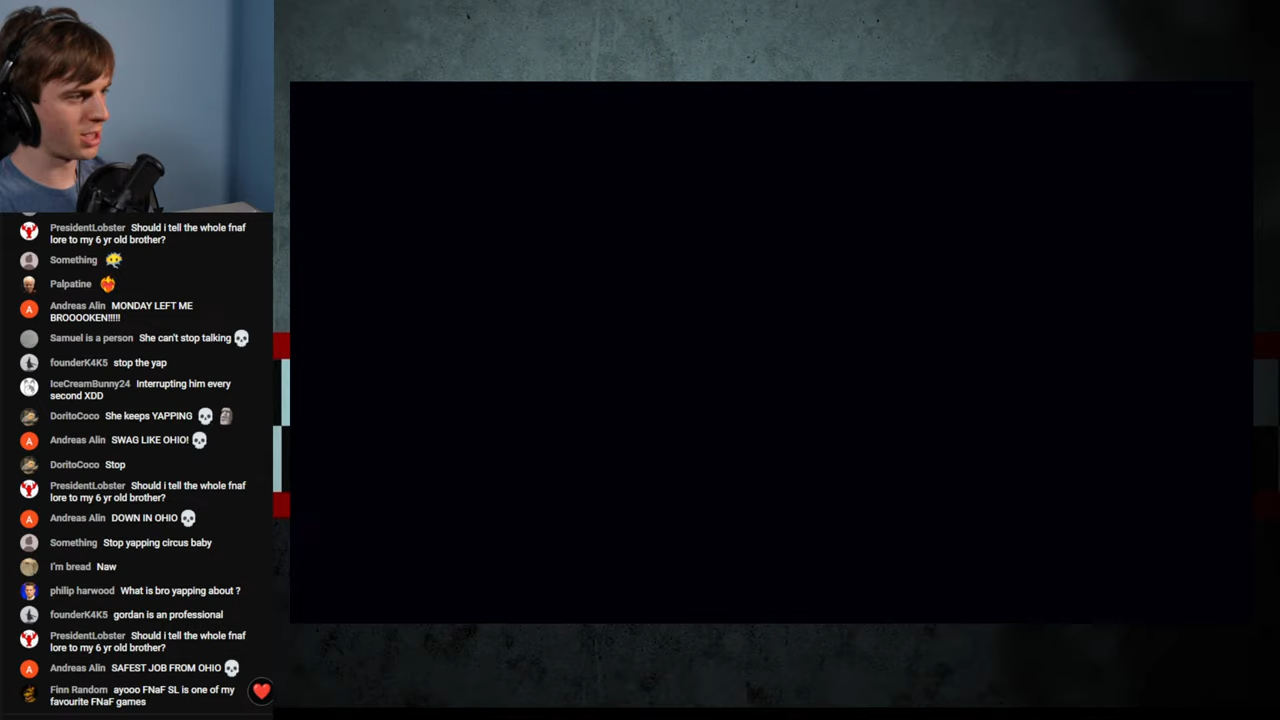 PresidentLobster Should i tell the whole fnaf
lore to my 6 yr old brother?
Something
Palpatine
Andreas Alin MONDAY LEFT ME
BROOOOKEN!!!!!
Samuel is a person She can't stop talking
founderK4K5 stop the yap
IceCreamBunny24 Interrupting him every
second XDD
DoritoCoco She keeps YAPPING
A Andreas Alin SWAG LIKE OHIO!
DoritoCoco Stop
PresidentLobster Should i tell the whole fnaf
lore to my 6 yr old brother?
A Andreas Alin DOWN IN OHIO
Something Stop yapping circus baby
I'm bread Naw
philip harwood What is bro yapping about ?
founderK4K5 gordan is an professional
PresidentLobster Should i tell the whole fnaf
lore to my 6 yr old brother?
A Andreas Alin SAFEST JOB FROM OHIO
Finn Random ayooo FNaF SL is one of my
favourite FNaF games